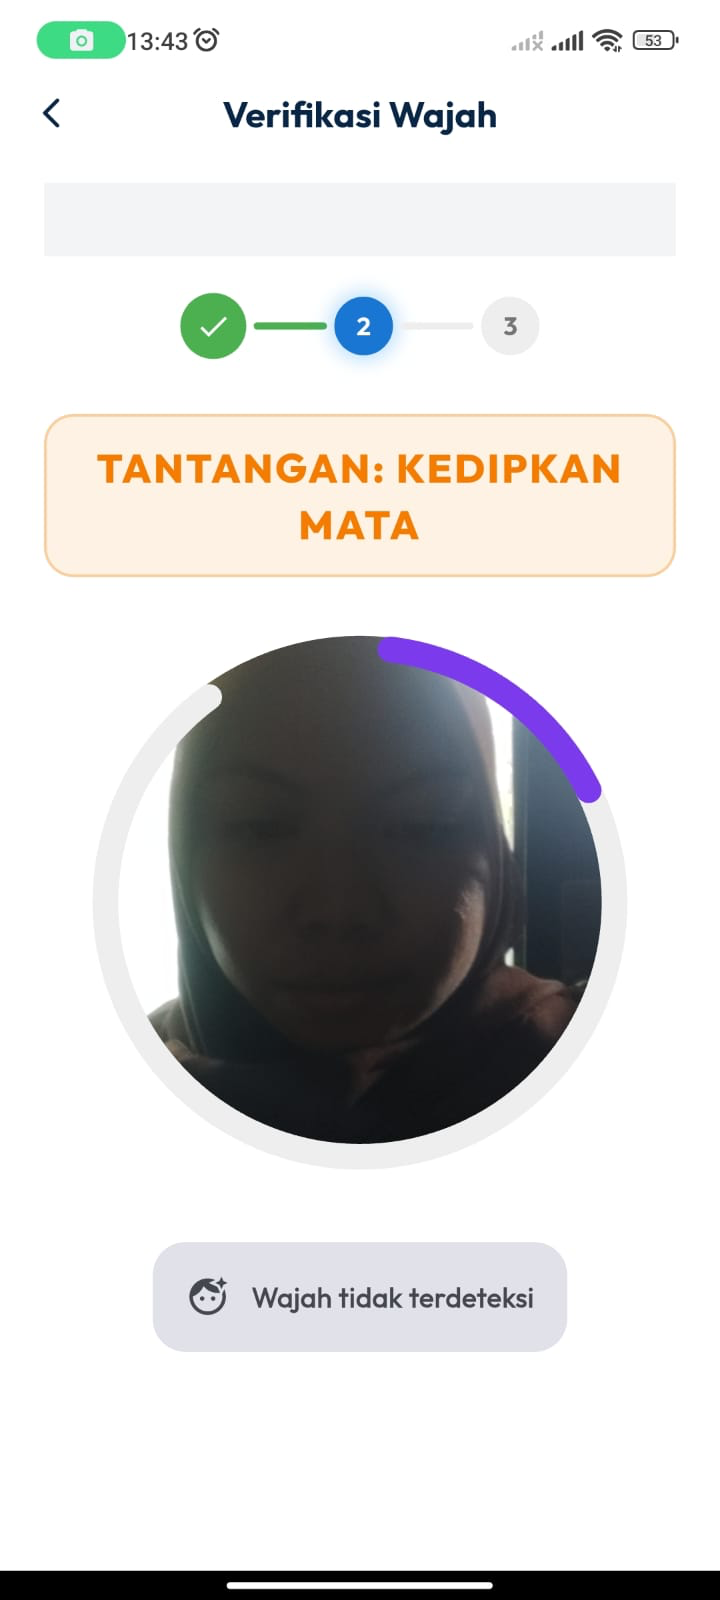 13:43
53
Verifikasi Wajah
2
3
TANTANGAN: KEDIPKAN
MATA
Wajah tidak terdeteksi